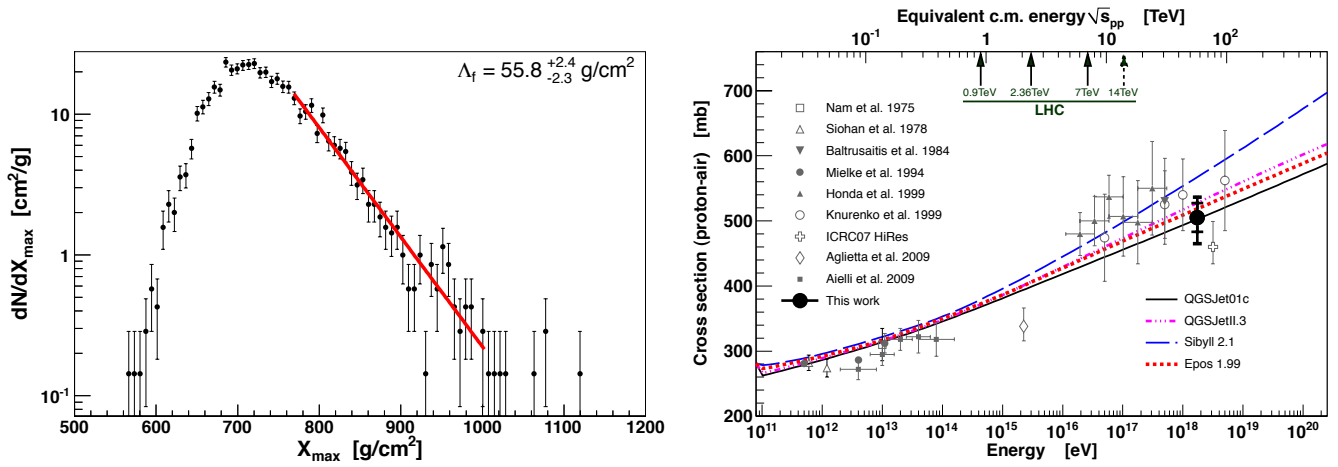 Λf = 55.8 +2.4 -2.3 g/cm²
dN/dXmax [cm²/g]
10
1
10⁻¹
500 600 700 800 900 1000 1100 1200
Xmax [g/cm²]
Equivalent c.m. energy √spp [TeV]
10⁻¹ 1 10 10²
0.9TeV 2.36TeV 7TeV 14TeV
LHC
Cross section (proton-air) [mb]
700
600
500
400
300
200
Nam et al. 1975
Siohan et al. 1978
Baltrusaitis et al. 1984
Mielke et al. 1994
Honda et al. 1999
Knurenko et al. 1999
ICRC07 HiRes
Aglietta et al. 2009
Aielli et al. 2009
This work
QGSJet01c
QGSJetII.3
Sibyll 2.1
Epos 1.99
10¹¹ 10¹² 10¹³ 10¹⁴ 10¹⁵ 10¹⁶ 10¹⁷ 10¹⁸ 10¹⁹ 10²⁰
Energy [eV]